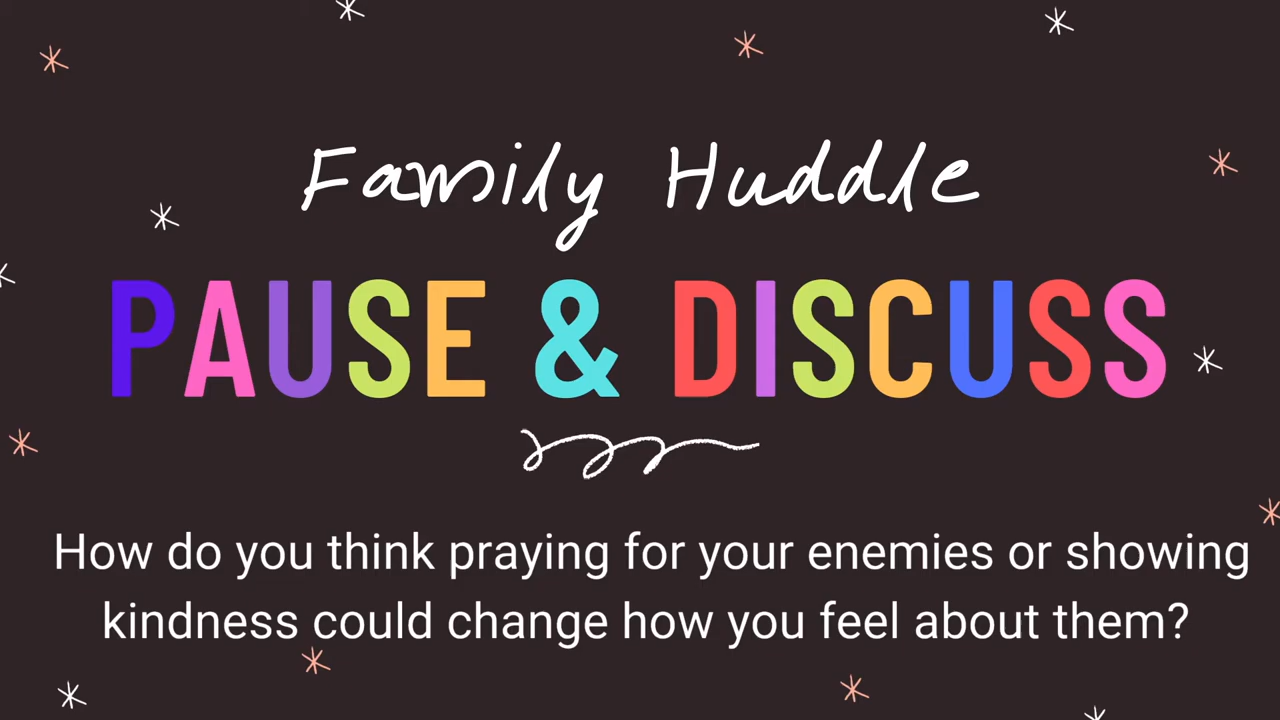 Family Huddle
PAUSE & DISCUSS
How do you think praying for your enemies or showing
kindness could change how you feel about them?